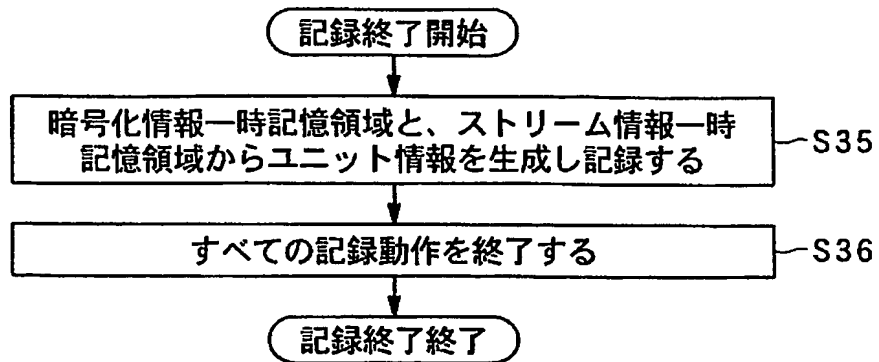 記録終了開始
暗号化情報一時記憶領域と、ストリーム情報一時
記憶領域からユニット情報を生成し記録する
S35
すべての記録動作を終了する
S36
記録終了終了